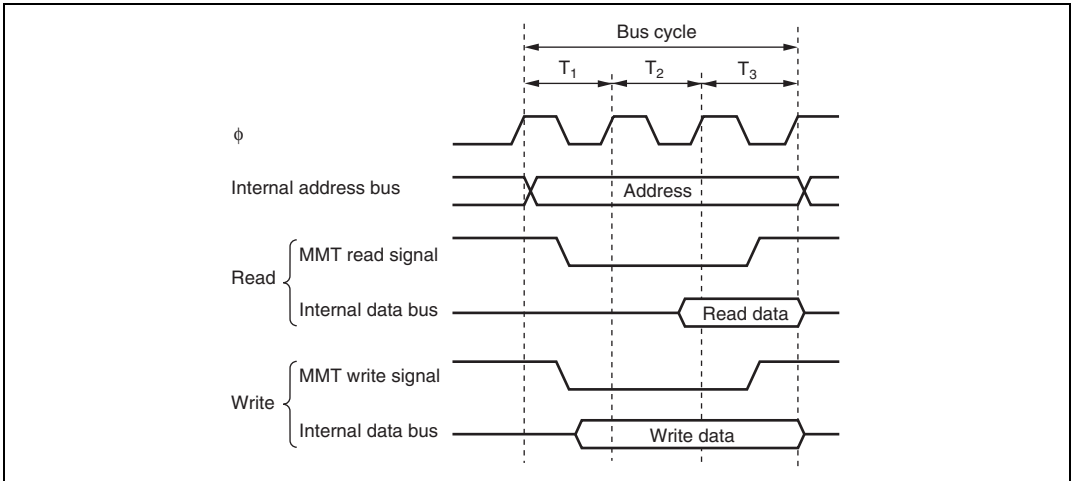 Bus cycle
T₁ T₂ T₃
ϕ
Internal address bus Address
MMT read signal
Read
Internal data bus Read data
MMT write signal
Write
Internal data bus Write data